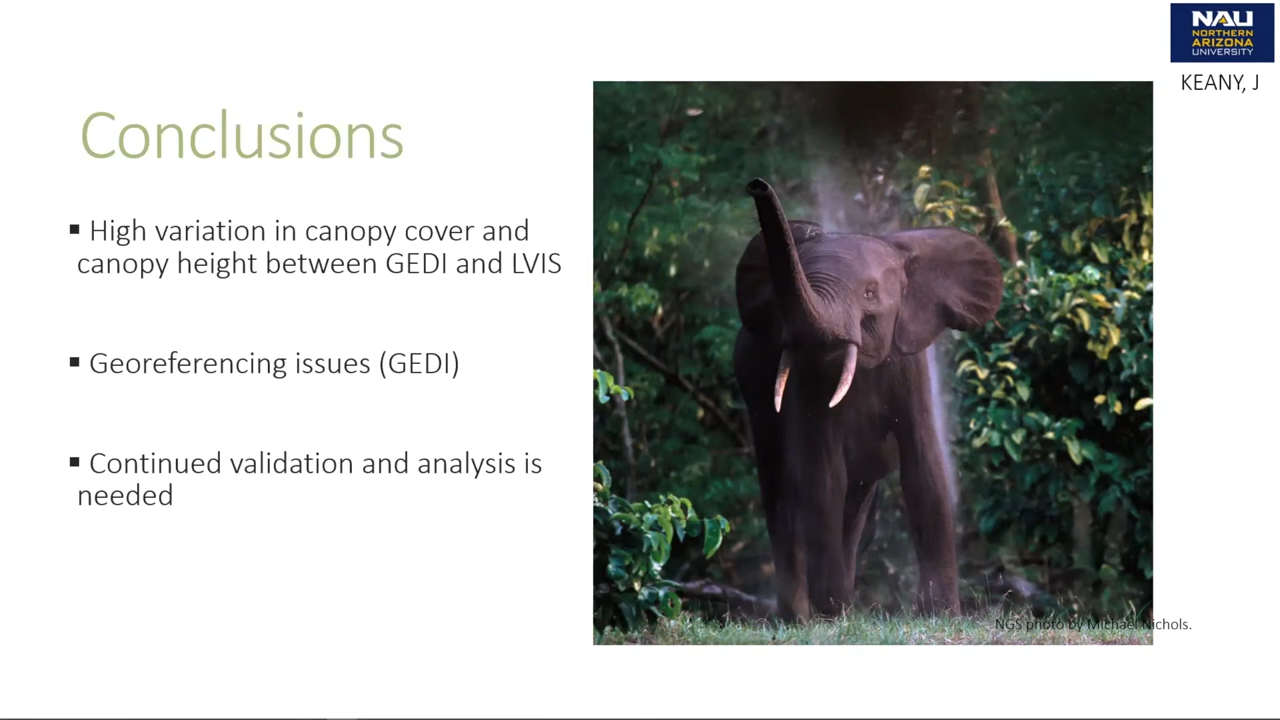 NAU
NORTHERN
ARIZONA
UNIVERSITY
KEANY, J
Conclusions
▪ High variation in canopy cover and
canopy height between GEDI and LVIS
▪ Georeferencing issues (GEDI)
▪ Continued validation and analysis is
needed
NGS photo by Michael Nichols.